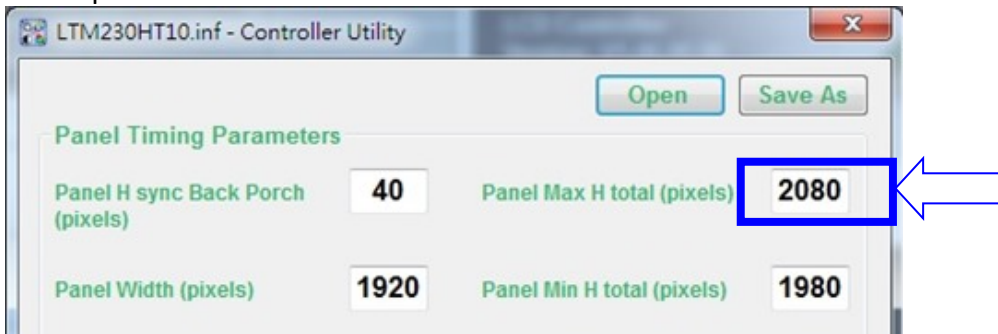 LTM230HT10.inf - Controller Utility
Open Save As
Panel Timing Parameters
Panel H sync Back Porch (pixels) 40 Panel Max H total (pixels) 2080
Panel Width (pixels) 1920 Panel Min H total (pixels) 1980